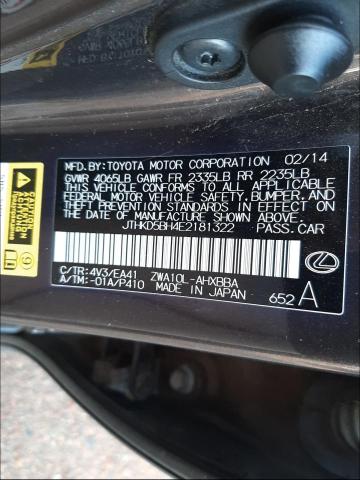 MFD.BY:TOYOTA MOTOR CORPORATION 02/14
GVWR 4065LB GAWR FR 2335LB RR 2235LB
THIS VEHICLE CONFORMS TO ALL APPLICABLE
FEDERAL MOTOR VEHICLE SAFETY, BUMPER, AND
THEFT PREVENTION STANDARDS IN EFFECT ON
THE DATE OF MANUFACTURE SHOWN ABOVE.
JTHKD5BH4E2181322 PASS.CAR
C/TR:4V3/EA41 ZWA10L-AHXBBA
A/TM:-01A/P410 MADE IN JAPAN 652 A